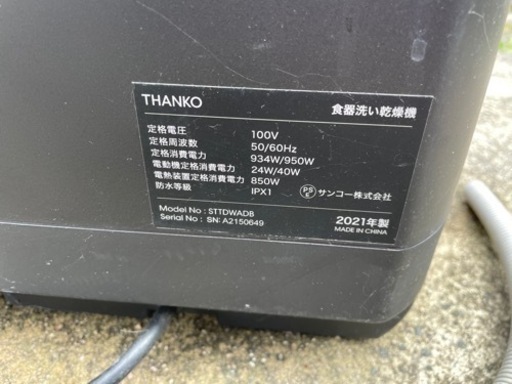 THANKO 食器洗い乾燥機
定格電圧 100V
定格周波数 50/60Hz
定格消費電力 934W/950W
電動機定格消費電力 24W/40W
電熱装置定格消費電力 850W
防水等級 IPX1
PSE サンコー株式会社
Model No : STTDWADB
Serial No : SN: A2150649
2021年製
MADE IN CHINA